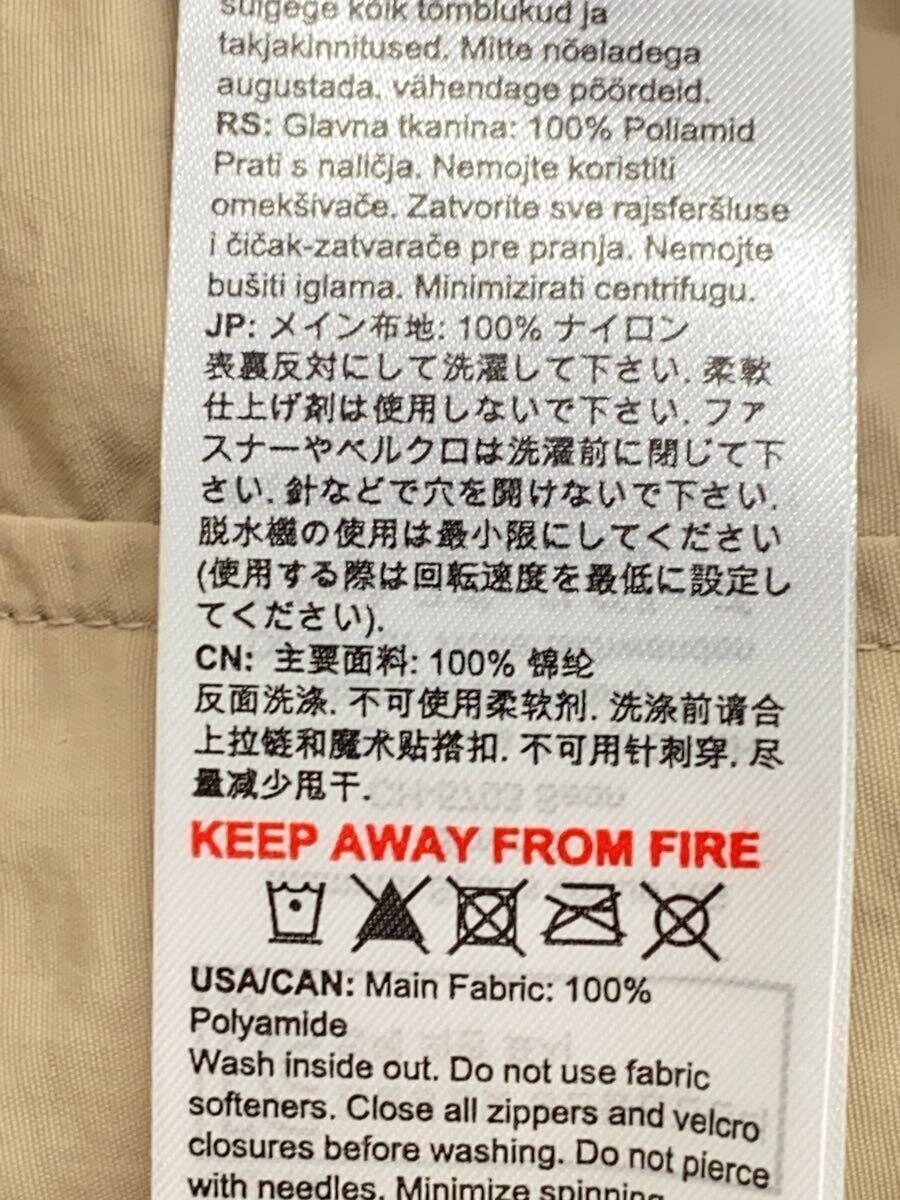 sulgege kõik tõmblukud ja
takjakinnitused. Mitte nõeladega
augustada. vähendage pöördeid.
RS: Glavna tkanina: 100% Poliamid
Prati s naličja. Nemojte koristiti
omekšivače. Zatvorite sve rajsferšluse
i čičak-zatvarače pre pranja. Nemojte
bušiti iglama. Minimizirati centrifugu.
JP: メイン布地: 100% ナイロン
表裏反対にして洗濯して下さい. 柔軟
仕上げ剤は使用しないで下さい. ファ
スナーやベルクロは洗濯前に閉じて下
さい. 針などで穴を開けないで下さい.
脱水機の使用は最小限にしてください
(使用する際は回転速度を最低に設定し
てください).
CN: 主要面料: 100% 锦纶
反面洗涤. 不可使用柔软剂. 洗涤前请合
上拉链和魔术贴搭扣. 不可用针刺穿. 尽
量减少甩干.
KEEP AWAY FROM FIRE
USA/CAN: Main Fabric: 100%
Polyamide
Wash inside out. Do not use fabric
softeners. Close all zippers and velcro
closures before washing. Do not pierce
with needles. Minimize spinning